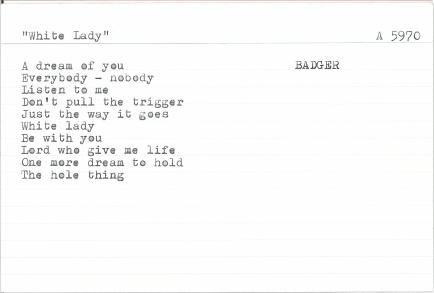 "White Lady" A 5970
A dream of you BADGER
Everybody - nobody
Listen to me
Don't pull the trigger
Just the way it goes
White lady
Be with you
Lord who give me life
One more dream to hold
The hole thing